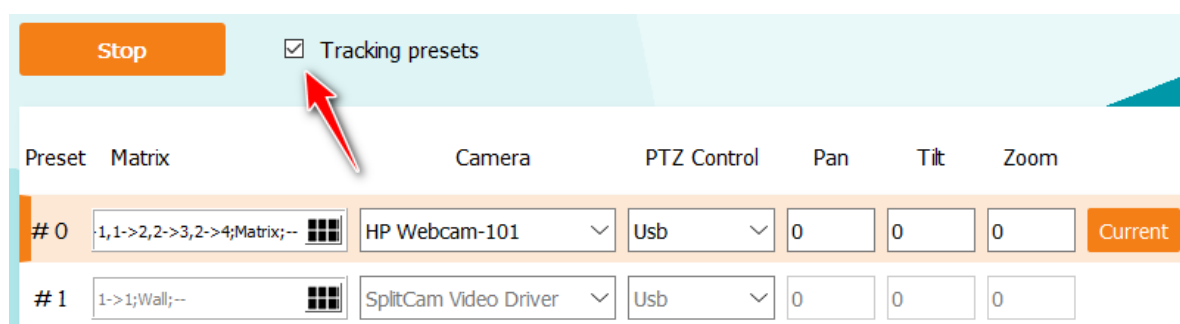 Stop Tracking presets
Preset Matrix Camera PTZ Control Pan Tilt Zoom
# 0 1,1->2,2->3,2->4;Matrix;-- HP Webcam-101 Usb 0 0 0 Current
# 1 1->1;Wall;-- SplitCam Video Driver Usb 0 0 0